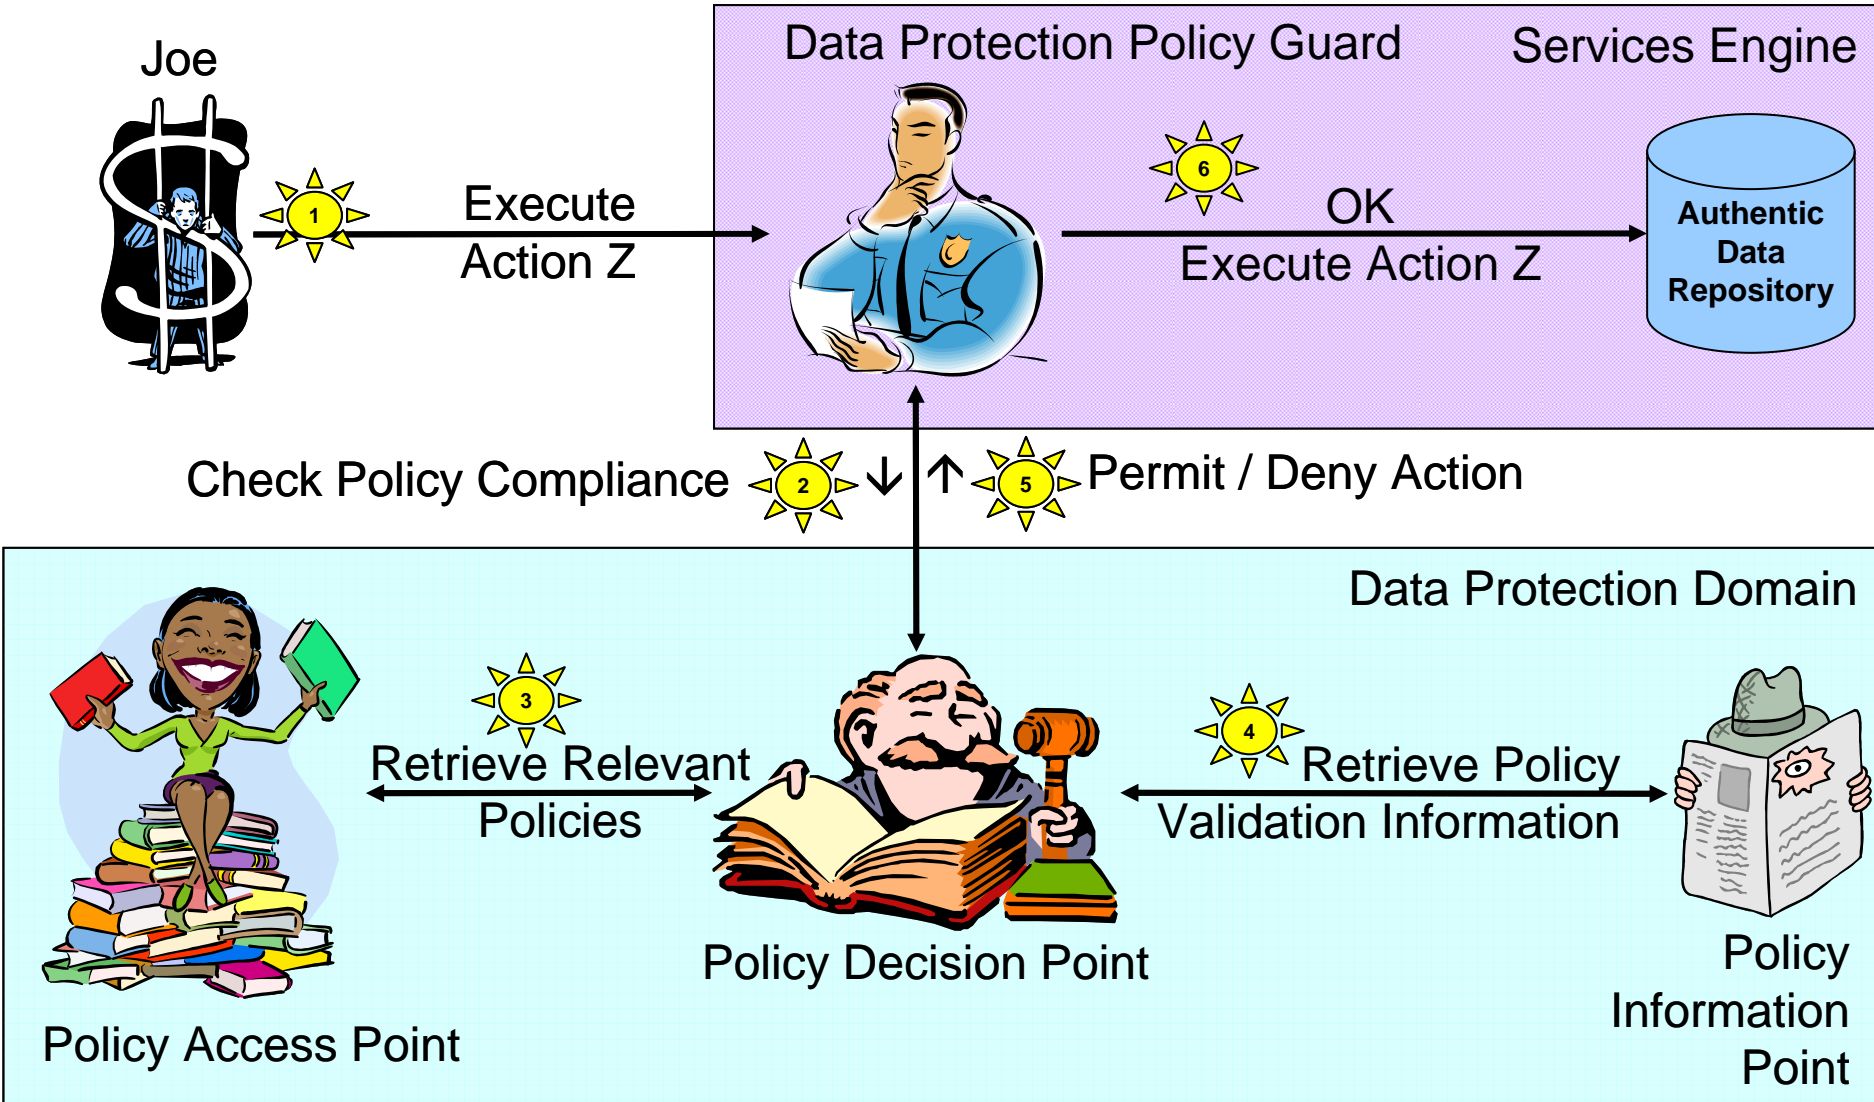 Joe
Data Protection Policy Guard
Services Engine
1
Execute
Action Z
6
OK
Execute Action Z
Authentic
Data
Repository
Check Policy Compliance
2
5
Permit / Deny Action
Data Protection Domain
3
Retrieve Relevant
Policies
4
Retrieve Policy
Validation Information
Policy Access Point
Policy Decision Point
Policy
Information
Point